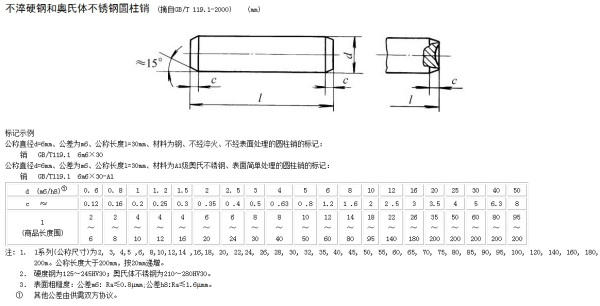 不淬硬钢和奥氏体不锈钢圆柱销 (摘自GB/T 119.1-2000) (mm)
≈15°
d
c
c
l
c
l
标记示例
公称直径d=6mm、公差为m6、公称长度l=30mm、材料为钢、不经淬火、不经表面处理的圆柱销的标记:
销 GB/T119.1 6m6×30
公称直径d=6mm、公差为m6、公称长度l=30mm、材料为A1级奥氏不锈钢、表面简单处理的圆柱销的标记:
销 GB/T119.1 6m6×30-A1
d (m6/h8)① 0.6 0.8 1 1.2 1.5 2 2.5 3 4 5 6 8 10 12 16 20 25 30 40 50
c ≈ 0.12 0.16 0.2 0.25 0.3 0.35 0.4 0.5 0.63 0.8 1.2 1.6 2 2.5 3 3.5 4 5 6.3 8
l 2 2 4 4 4 6 6 8 8 10 12 14 18 22 26 35 50 60 80 95
(商品长度围) ~ ~ ~ ~ ~ ~ ~ ~ ~ ~ ~ ~ ~ ~ ~ ~ ~ ~ ~ ~
6 8 10 12 16 20 24 30 40 50 60 80 95 140 180 200 200 200 200 200
注: 1. l系列(公称尺寸)为2, 3, 4,5 ,6, 8,10,12,14 ,16,18, 20, 22,24, 26, 28, 30, 32, 35, 40, 45, 50, 55, 60, 65, 70, 75, 80, 85, 90, 95, 100, 120, 140, 160, 180,
200m。公称长度大于200mm, 按20mm递增。
2. 硬度钢为125~245HV30; 奥氏体不锈钢为210~280HV30。
3. 表面粗糙度: 公差m6: Ra≤0.8μm;公差h8:Ra≤1.6μm。
① 其他公差由供需双方协议。